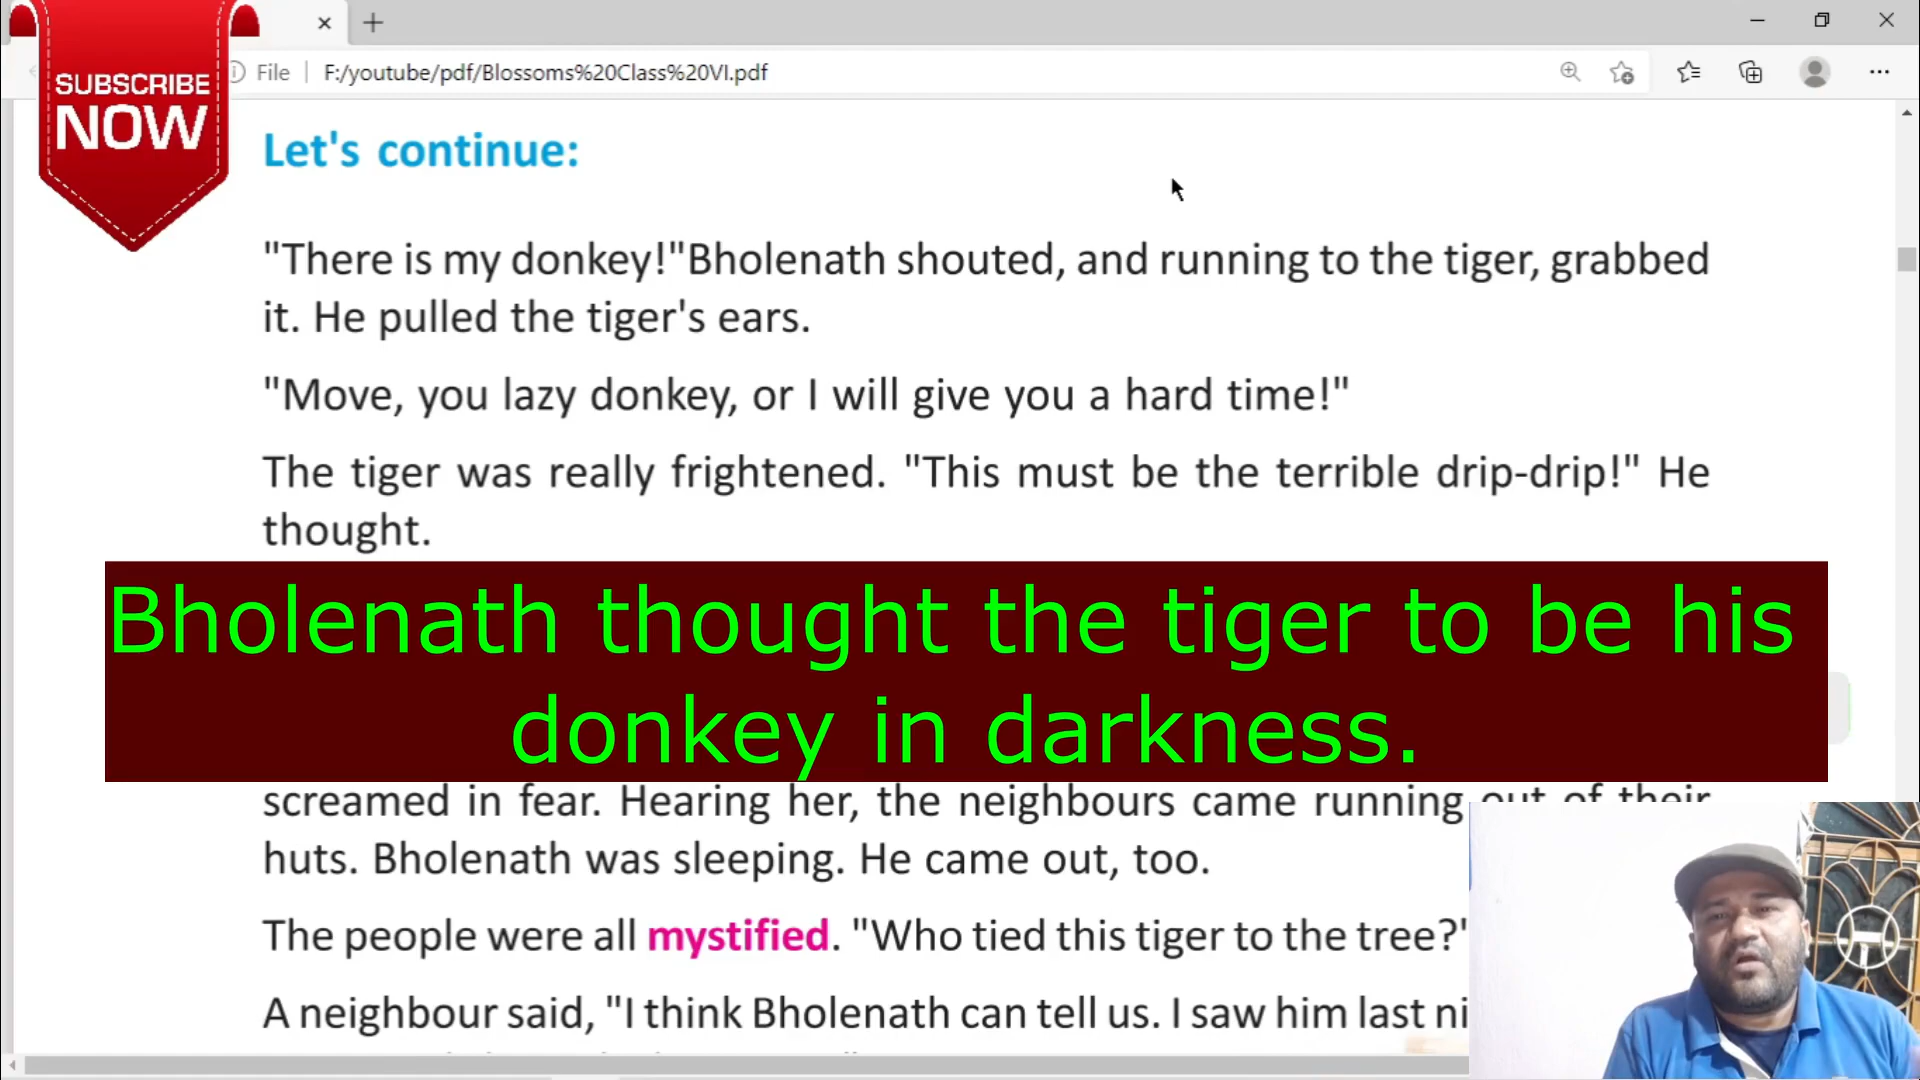 SUBSCRIBE
NOW
File
F:/youtube/pdf/Blossoms%20Class%20VI.pdf
Let's continue:
"There is my donkey!"Bholenath shouted, and running to the tiger, grabbed
it. He pulled the tiger's ears.
"Move, you lazy donkey, or I will give you a hard time!"
The tiger was really frightened. "This must be the terrible drip-drip!" He
thought.
Bholenath thought the tiger to be his
donkey in darkness.
screamed in fear. Hearing her, the neighbours came running out of their
huts. Bholenath was sleeping. He came out, too.
The people were all mystified. "Who tied this tiger to the tree?"
A neighbour said, "I think Bholenath can tell us. I saw him last